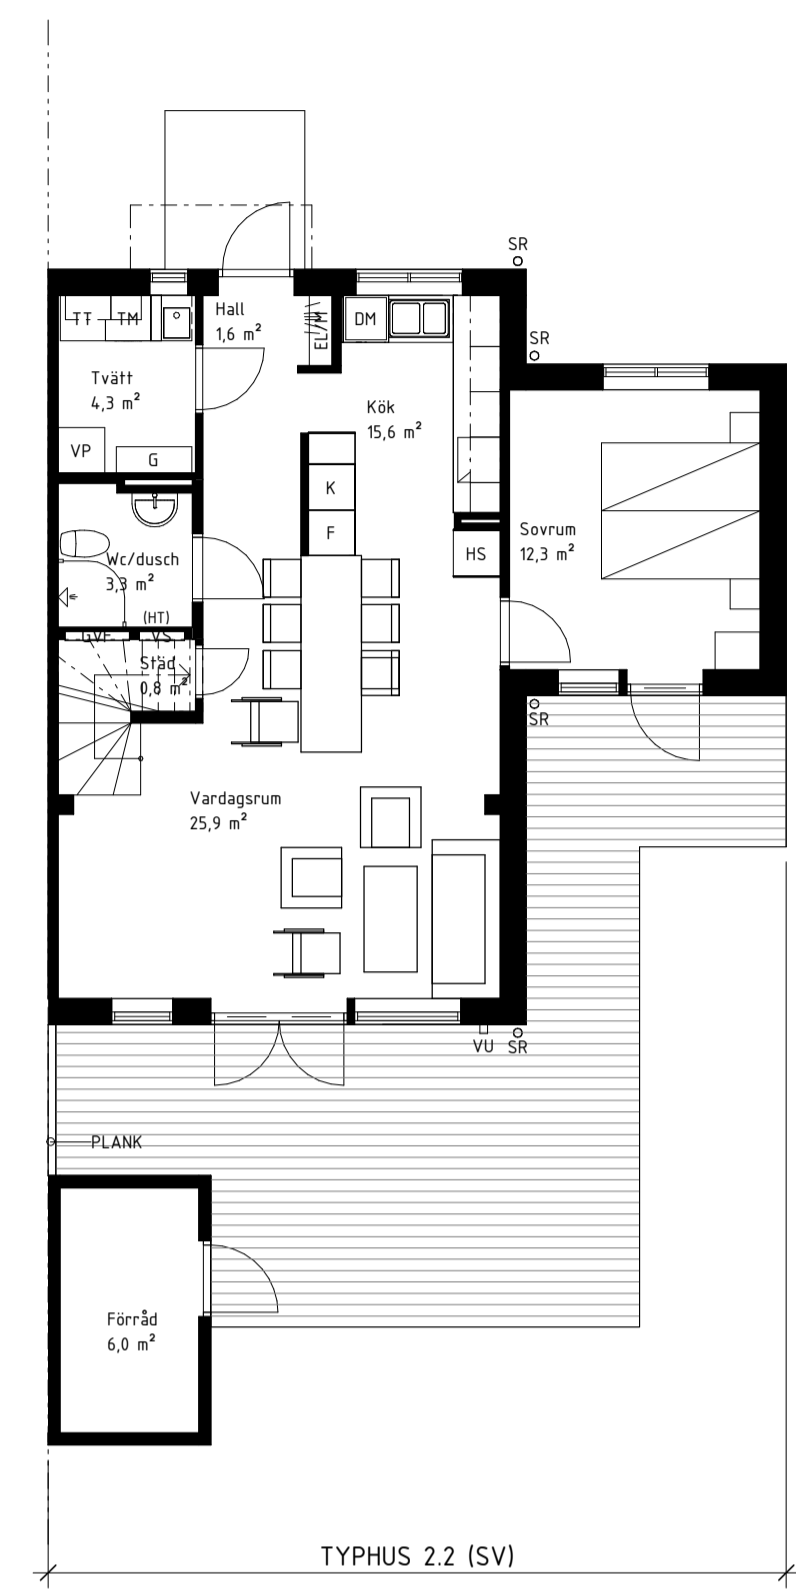 SR
SR
TT
TM
Hall
1,6 m²
EL/M
DM
Tvätt
4,3 m²
Kök
15,6 m²
VP
G
K
F
HS
Sovrum
12,3 m²
Wc/dusch
3,3 m²
(HT)
GVF
VS
Städ
0,8 m²
SR
Vardagsrum
25,9 m²
VU
SR
PLANK
Förråd
6,0 m²
TYPHUS 2.2 (SV)